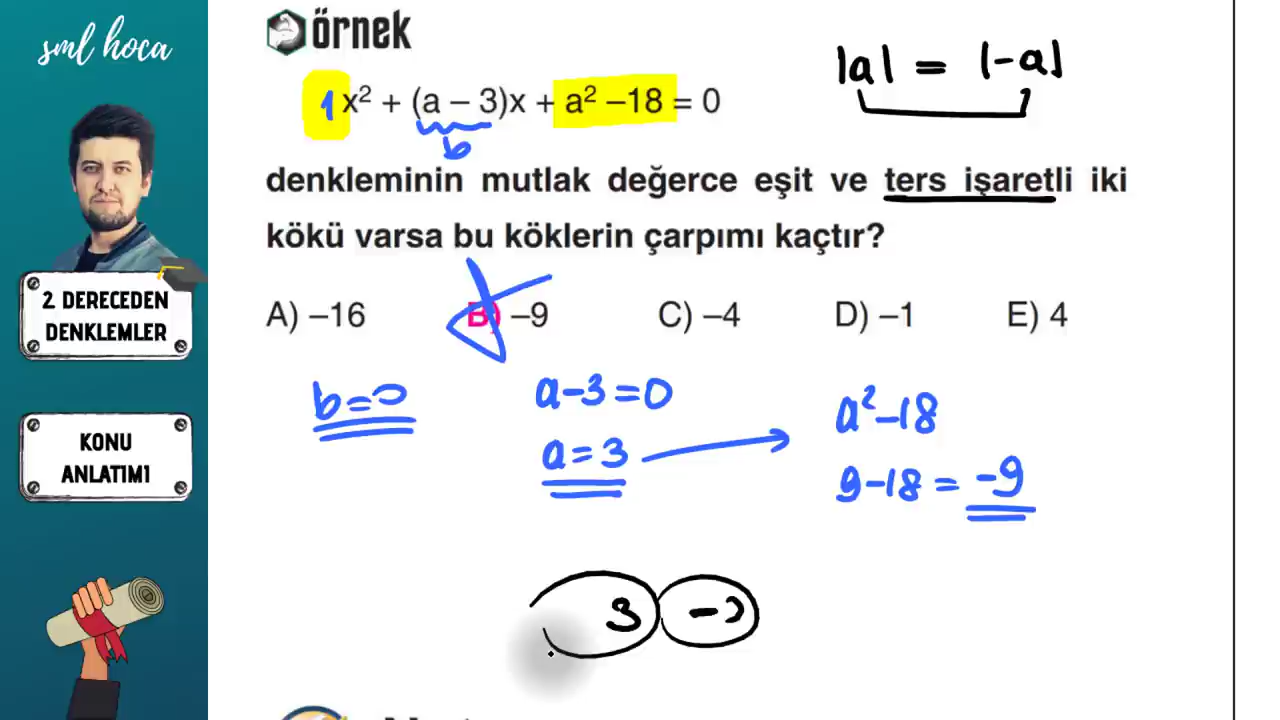 sml hoca
2. DERECEDEN
DENKLEMLER
KONU
ANLATIMI
örnek
|a| = |-a|
1x² + (a – 3)x + a² –18 = 0
b
denkleminin mutlak değerce eşit ve ters işaretli iki
kökü varsa bu köklerin çarpımı kaçtır?
A) –16 B) –9 C) –4 D) –1 E) 4
b=0
a-3=0
a=3
a²-18
9-18 = -9
3